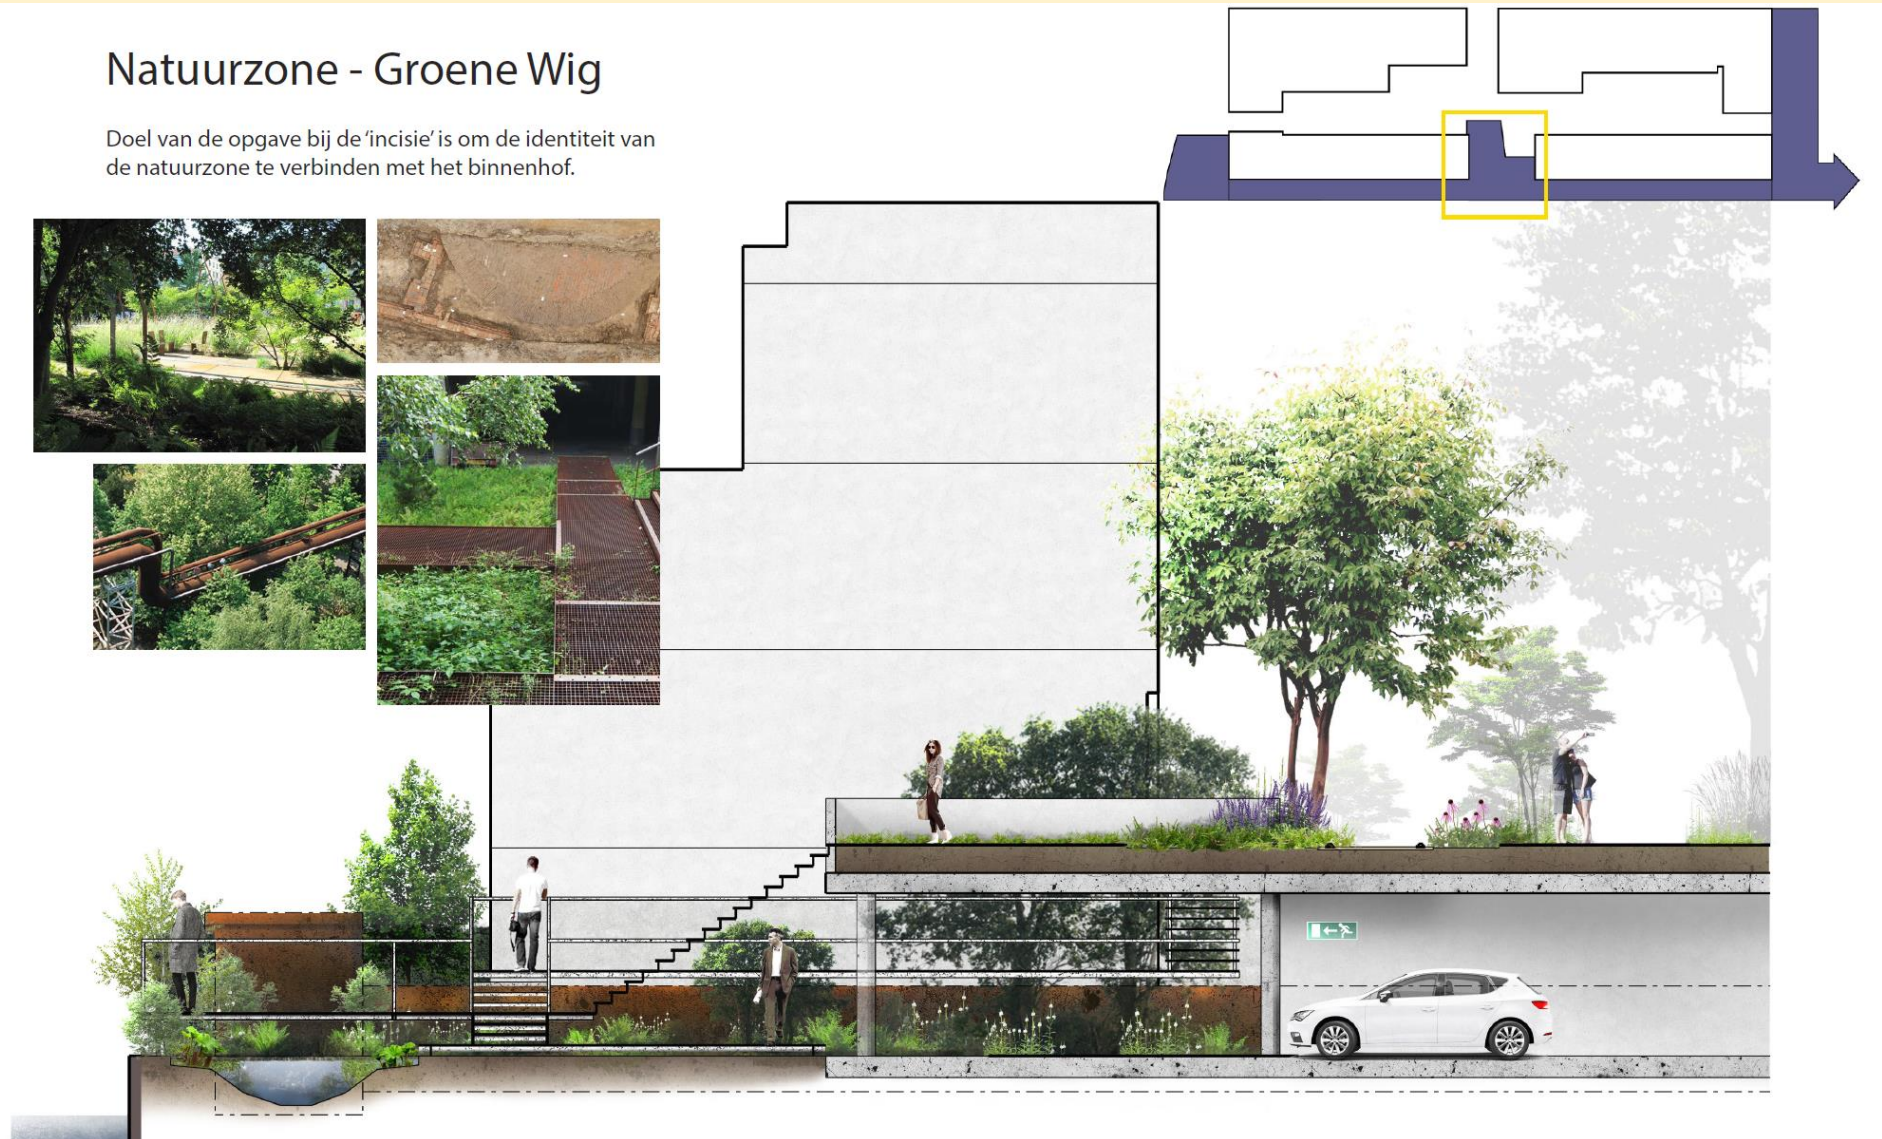 Natuurzone - Groene Wig
Doel van de opgave bij de ‘incisie’ is om de identiteit van
de natuurzone te verbinden met het binnenhof.